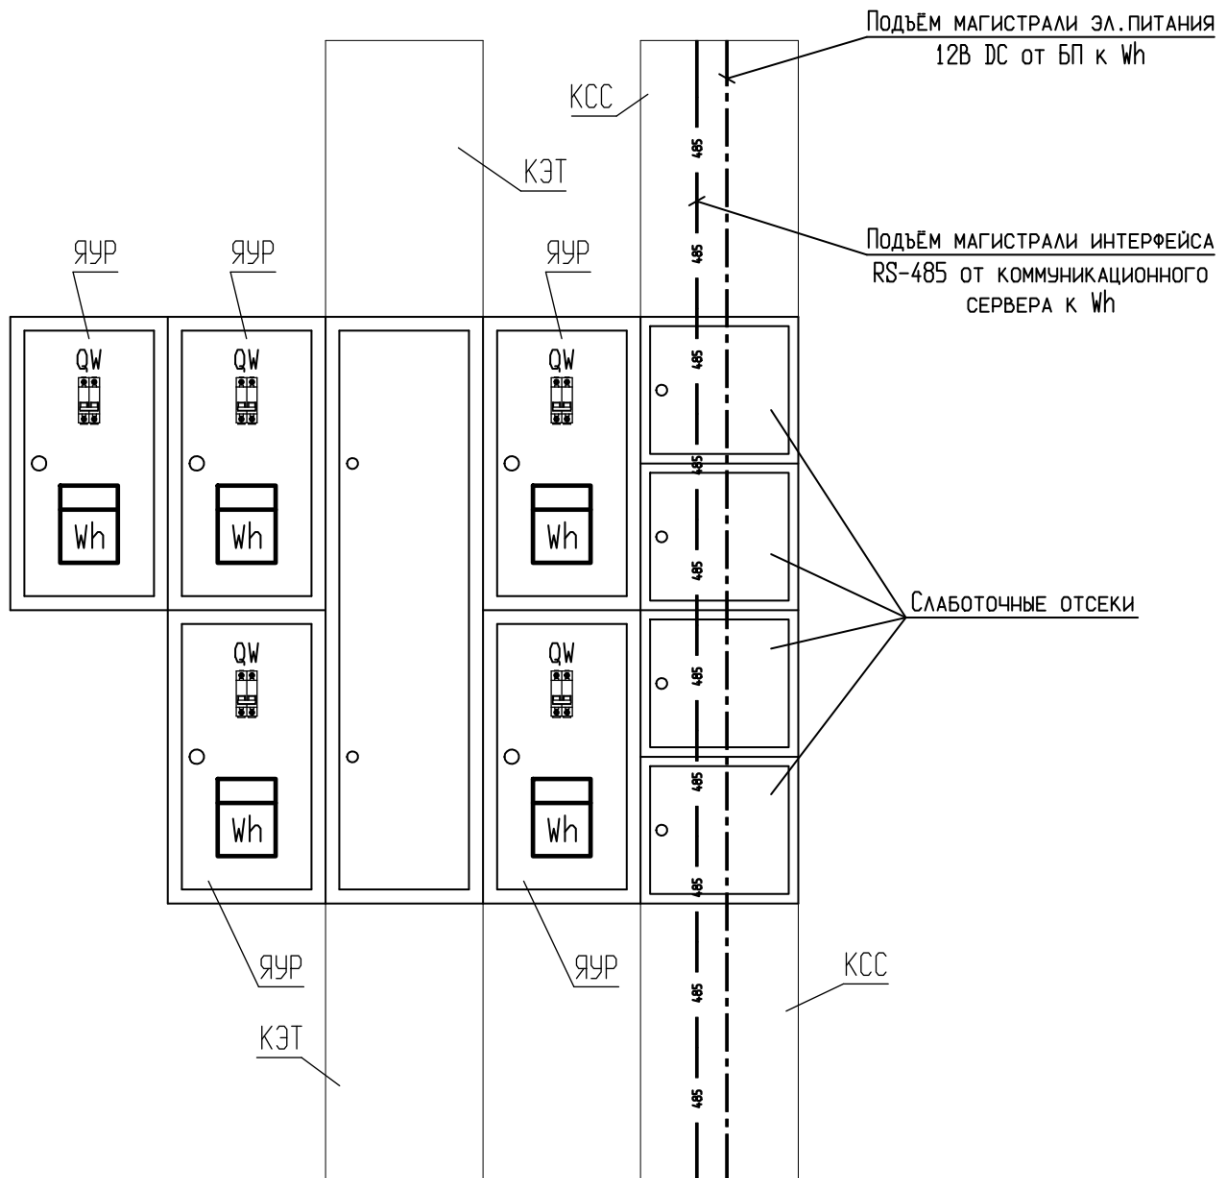 Подъём магистрали эл.питания
12В DC от БП к Wh
КСС
485
КЭТ
485
Подъём магистрали интерфейса
RS-485 от коммуникационного
сервера к Wh
ЯУР
ЯУР
ЯУР
QW
QW
QW
485
485
Wh
Wh
Wh
485
Слаботочные отсеки
QW
QW
485
485
Wh
Wh
485
ЯУР
ЯУР
КСС
485
КЭТ
485